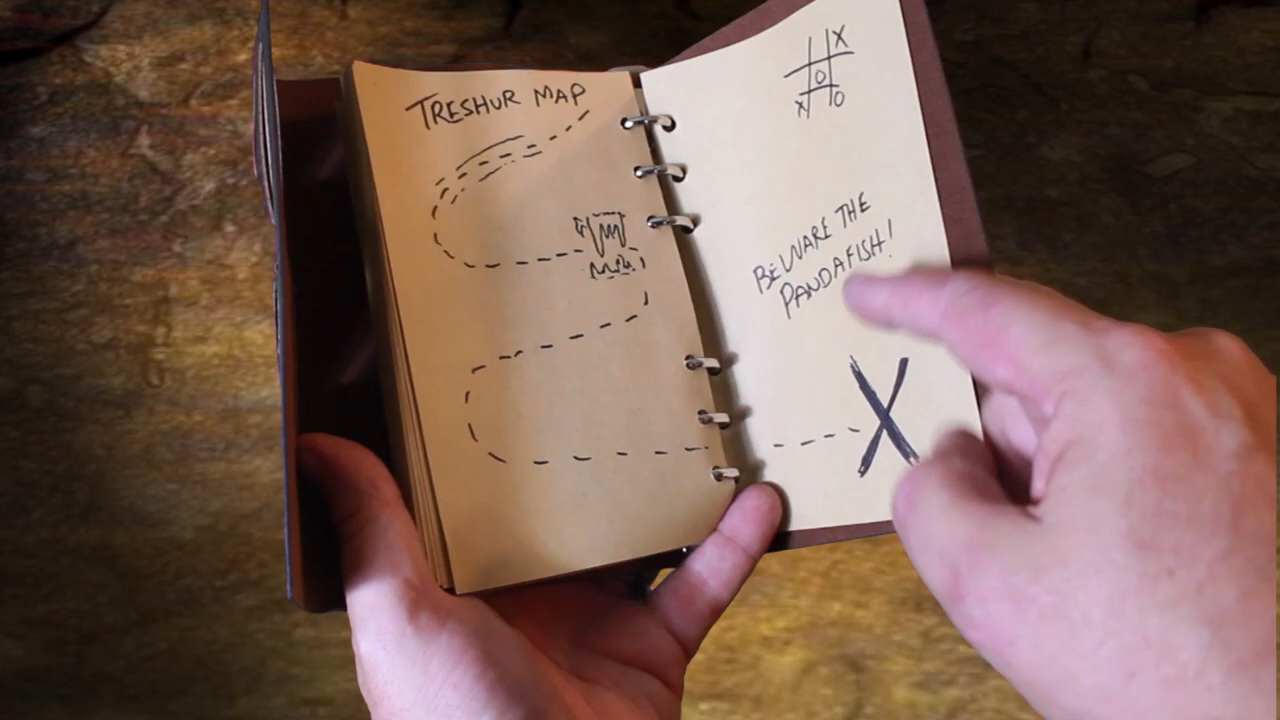 TRESHUR MAP
X
O
X O
BEWARE THE
PANDAFISH!
X